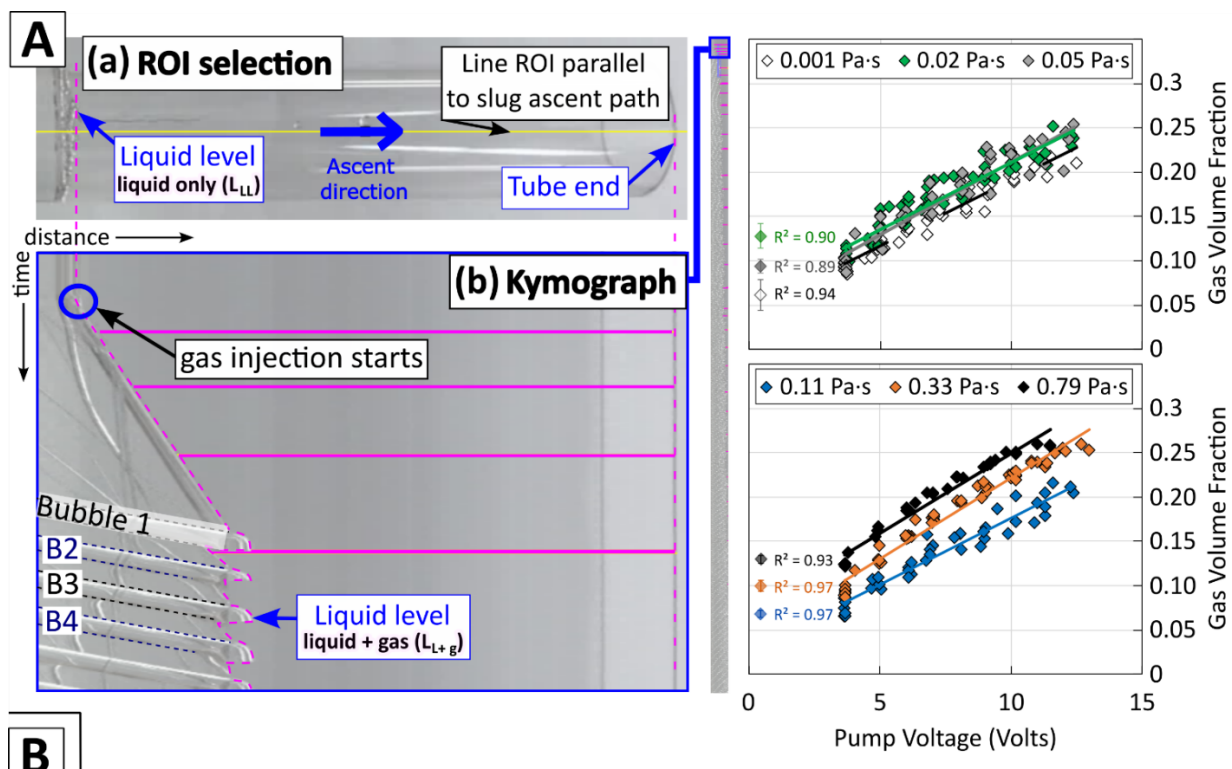 A
(a) ROI selection
Line ROI parallel
to slug ascent path
Liquid level
liquid only (LLL)
Ascent
direction
Tube end
distance
time
(b) Kymograph
gas injection starts
Bubble 1
B2
B3
B4
Liquid level
liquid + gas (LL+g)
0.001 Pa·s 0.02 Pa·s 0.05 Pa·s
0.3
0.25
0.20
0.15
0.10
0.05
0
Gas Volume Fraction
R² = 0.90
R² = 0.89
R² = 0.94
0.11 Pa·s 0.33 Pa·s 0.79 Pa·s
0.3
0.25
0.20
0.15
0.10
0.05
0
Gas Volume Fraction
R² = 0.93
R² = 0.97
R² = 0.97
0 5 10 15
Pump Voltage (Volts)
B